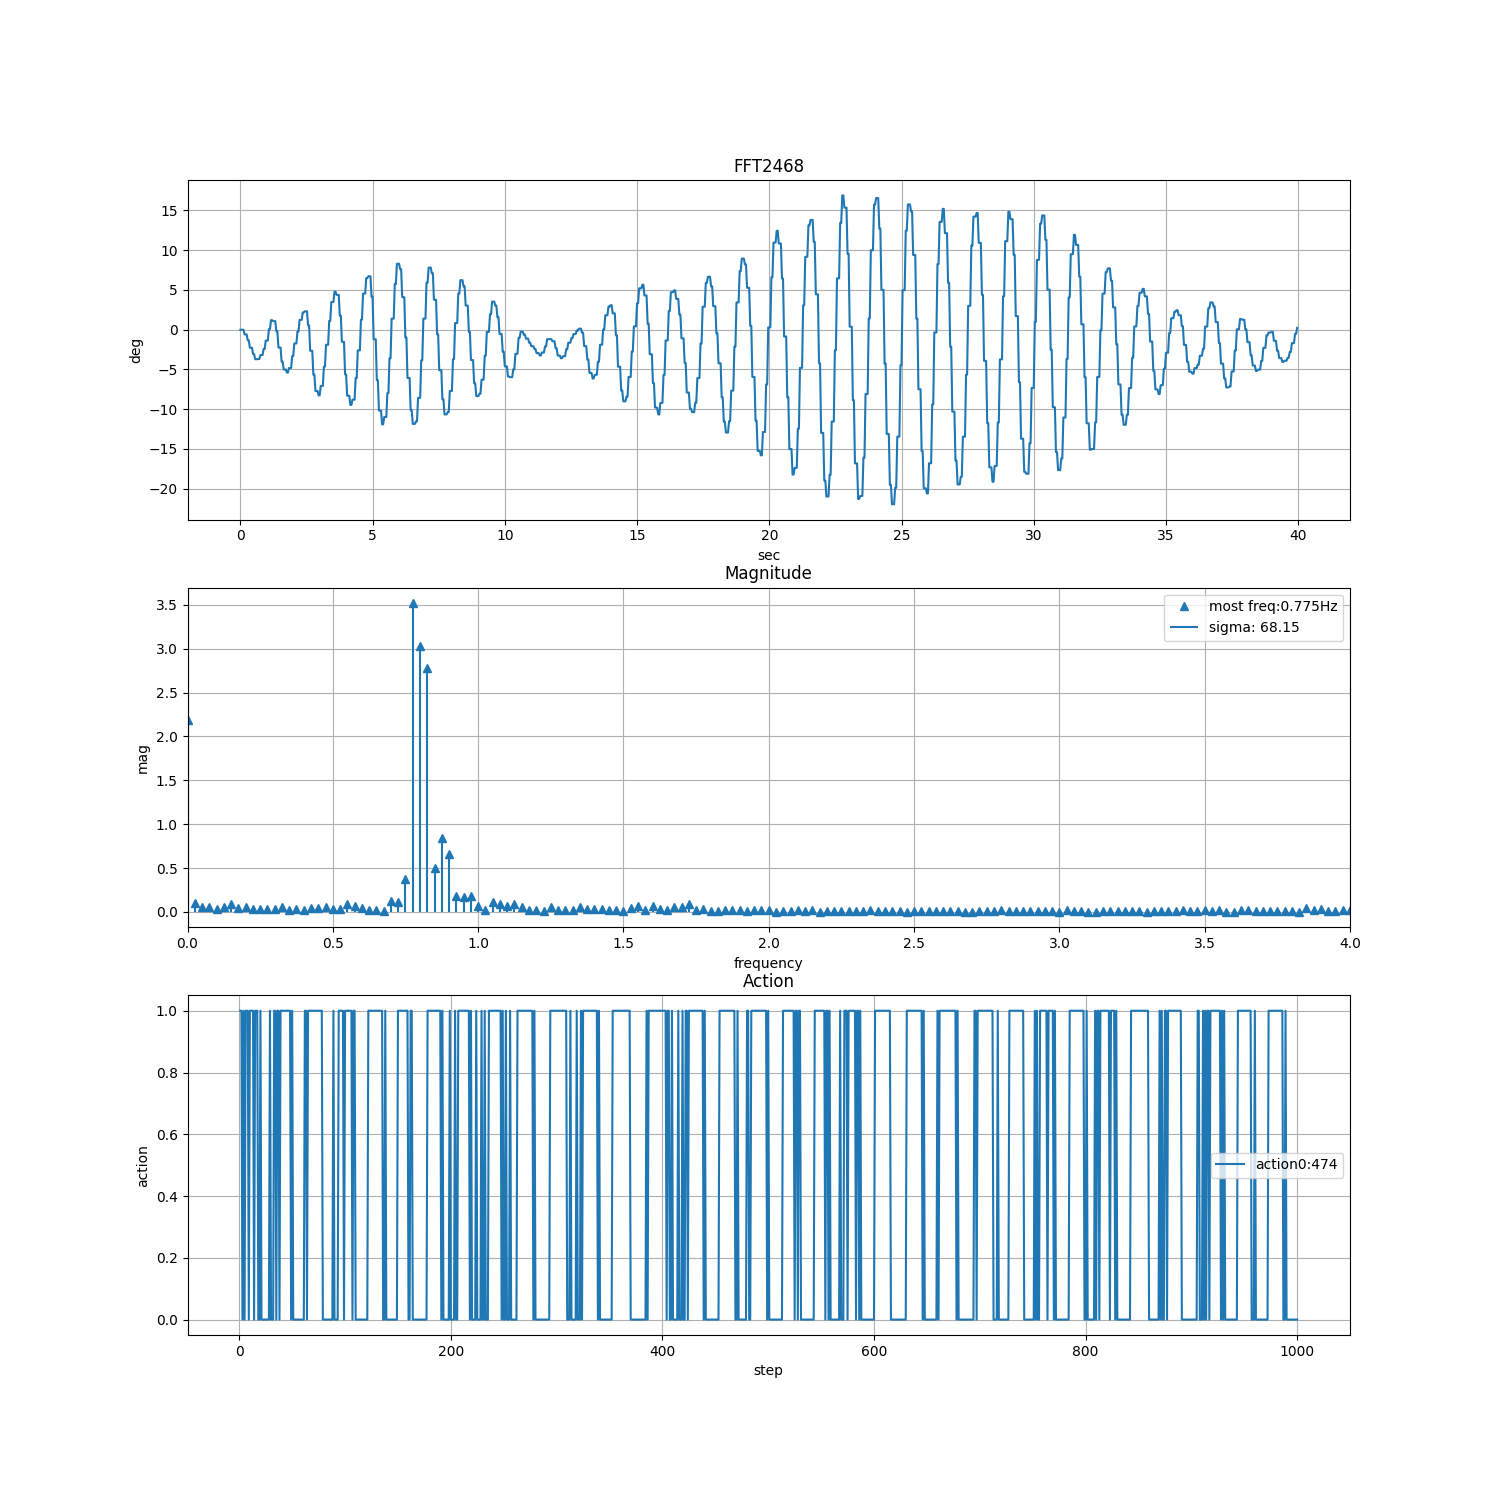 FFT2468
15
10
5
0
−5
−10
−15
−20
deg
0 5 10 15 20 25 30 35 40
sec
Magnitude
3.5
3.0
2.5
2.0
1.5
1.0
0.5
0.0
mag
most freq:0.775Hz
sigma: 68.15
0.0 0.5 1.0 1.5 2.0 2.5 3.0 3.5 4.0
frequency
Action
1.0
0.8
0.6
0.4
0.2
0.0
action
action0:474
0 200 400 600 800 1000
step